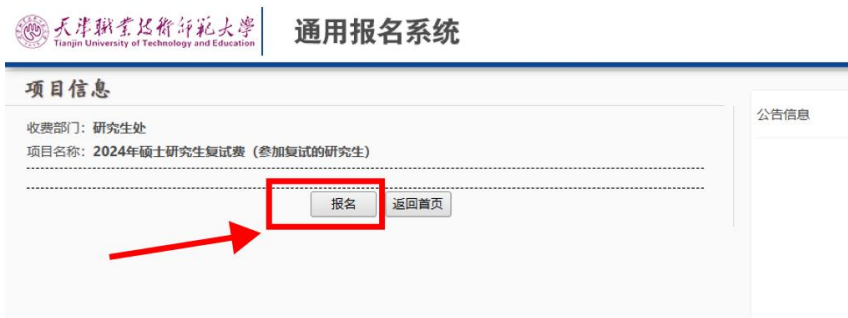 天津职业技术师范大学
Tianjin University of Technology and Education
通用报名系统
项目信息
收费部门：研究生处
项目名称：2024年硕士研究生复试费（参加复试的研究生）
报名 返回首页
公告信息